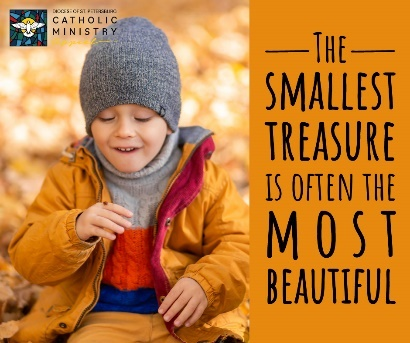 DIOCESE OF ST. PETERSBURG
CATHOLIC
MINISTRY
THE
SMALLEST
TREASURE
IS OFTEN THE
MOST
BEAUTIFUL